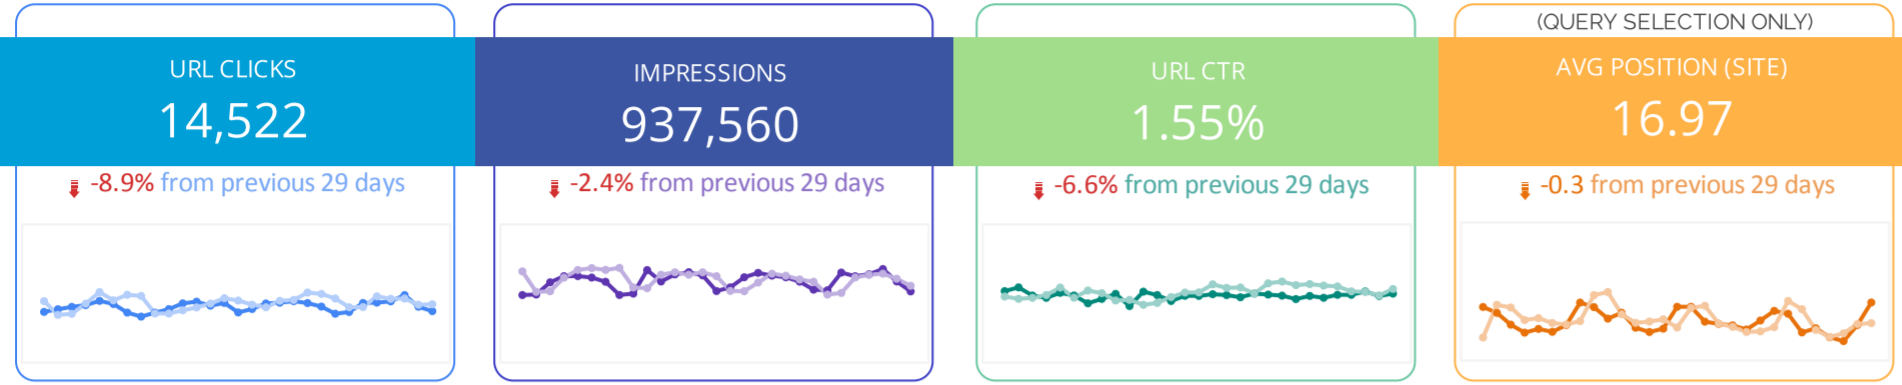 URL CLICKS
14,522
-8.9% from previous 29 days
IMPRESSIONS
937,560
-2.4% from previous 29 days
URL CTR
1.55%
-6.6% from previous 29 days
(QUERY SELECTION ONLY)
AVG POSITION (SITE)
16.97
-0.3 from previous 29 days